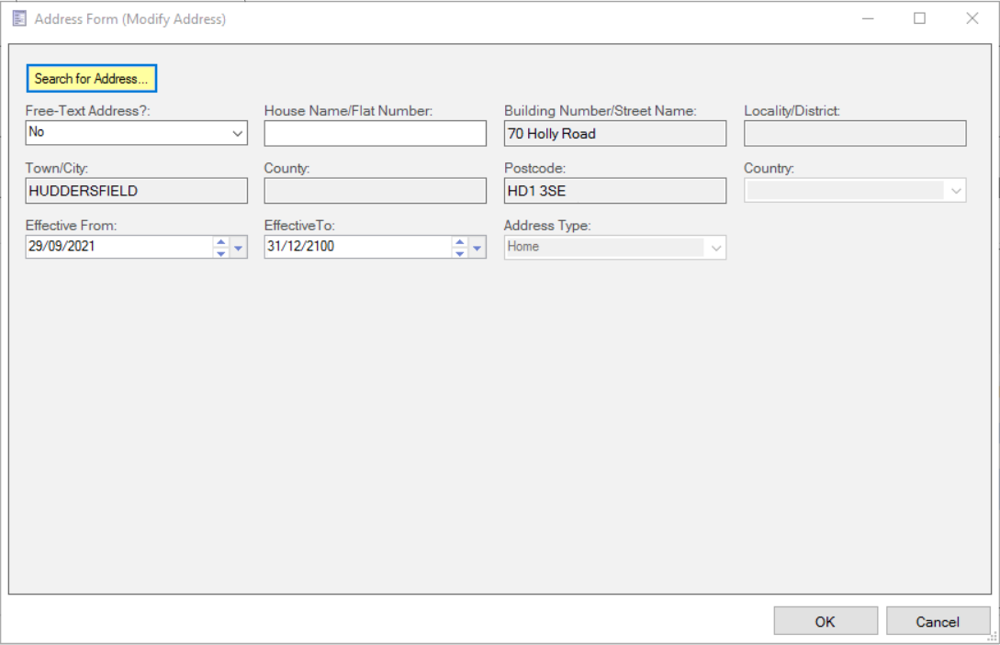 Address Form (Modify Address)
Search for Address...
Free-Text Address?: House Name/Flat Number: Building Number/Street Name: Locality/District:
No 70 Holly Road
Town/City: County: Postcode: Country:
HUDDERSFIELD HD1 3SE
Effective From: EffectiveTo: Address Type:
29/09/2021 31/12/2100 Home
OK Cancel